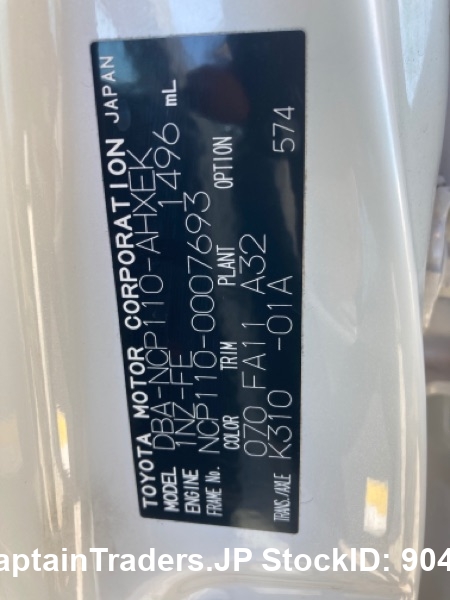 TOYOTA MOTOR CORPORATION JAPAN
MODEL DBA-NCP110-AHXEK
ENGINE 1NZ-FE 1496 mL
FRAME No. NCP110-0007693
COLOR TRIM PLANT OPTION
070 FA11 A32
TRANS./AXLE K310 -01A 574
aptainTraders.JP StockID: 904